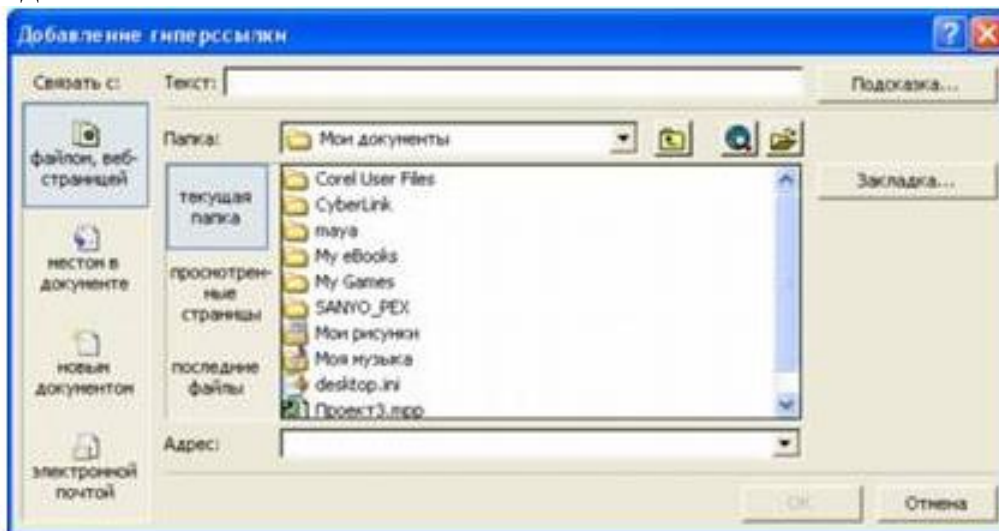 Добавление гиперссылки
Связать с:
Текст:
Подсказка...
файлом, веб-
страницей
Папка:
Мои документы
Закладка...
местом в
документе
новым
документом
электронной
почтой
текущая
папка
просмотрен-
ные
страницы
последние
файлы
Corel User Files
CyberLink
maya
My eBooks
My Games
SANYO_PEX
Мои рисунки
Моя музыка
desktop.ini
Проект3.mpp
Адрес:
ОК
Отмена